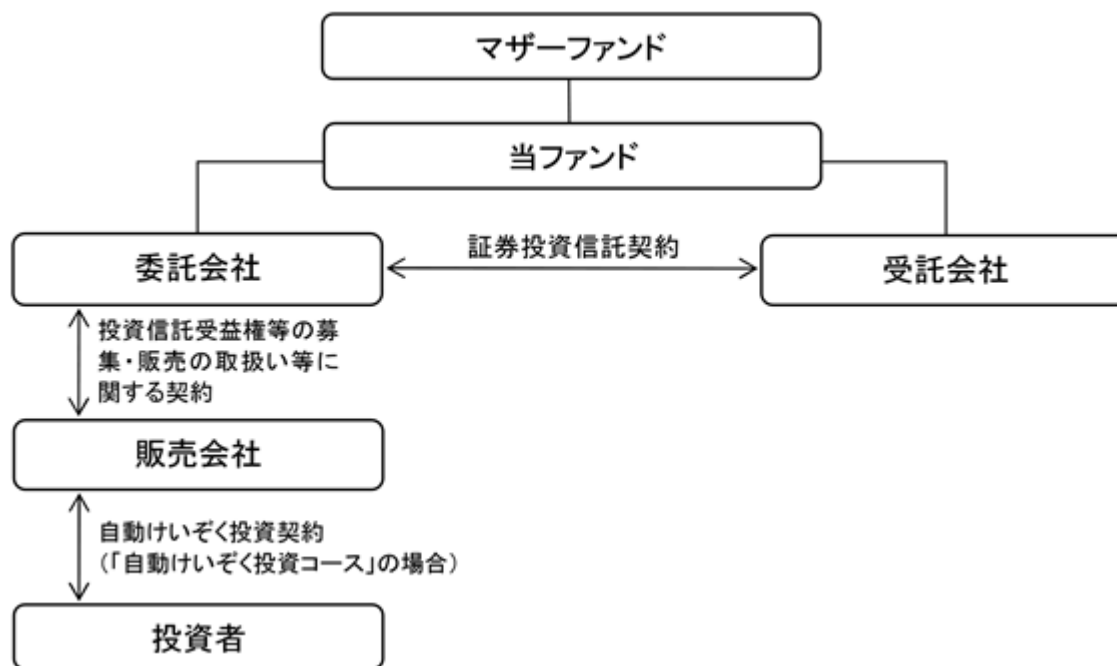 マザーファンド
当ファンド
証券投資信託契約
委託会社
受託会社
投資信託受益権等の募
集・販売の取扱い等に
関する契約
販売会社
自動けいぞく投資契約
(「自動けいぞく投資コース」の場合)
投資者